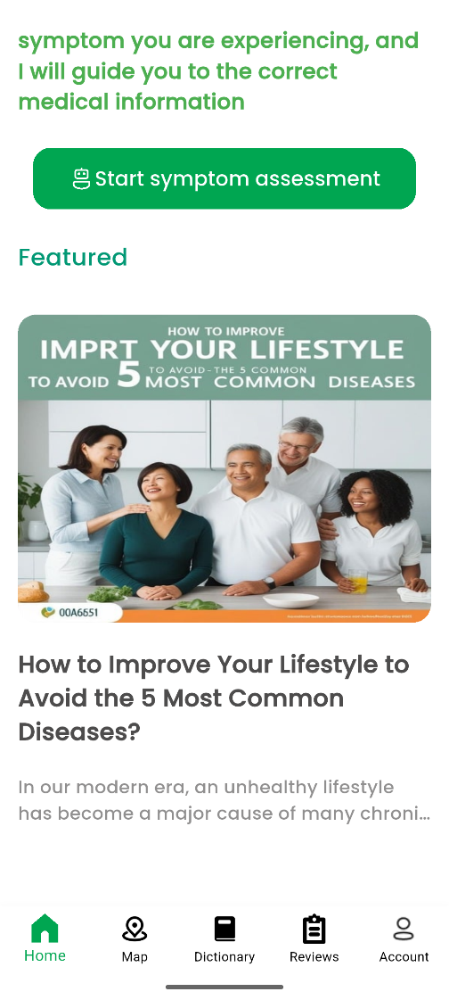 symptom you are experiencing, and
I will guide you to the correct
medical information
Start symptom assessment
Featured
HOW TO IMPROVE
IMPRT YOUR LIFESTYLE
TO AVOID 5 TO AVOID-THE 5 COMMON
MOST COMMON DISEASES
00A6651
How to Improve Your Lifestyle to
Avoid the 5 Most Common
Diseases?
In our modern era, an unhealthy lifestyle
has become a major cause of many chroni...
Home Map Dictionary Reviews Account